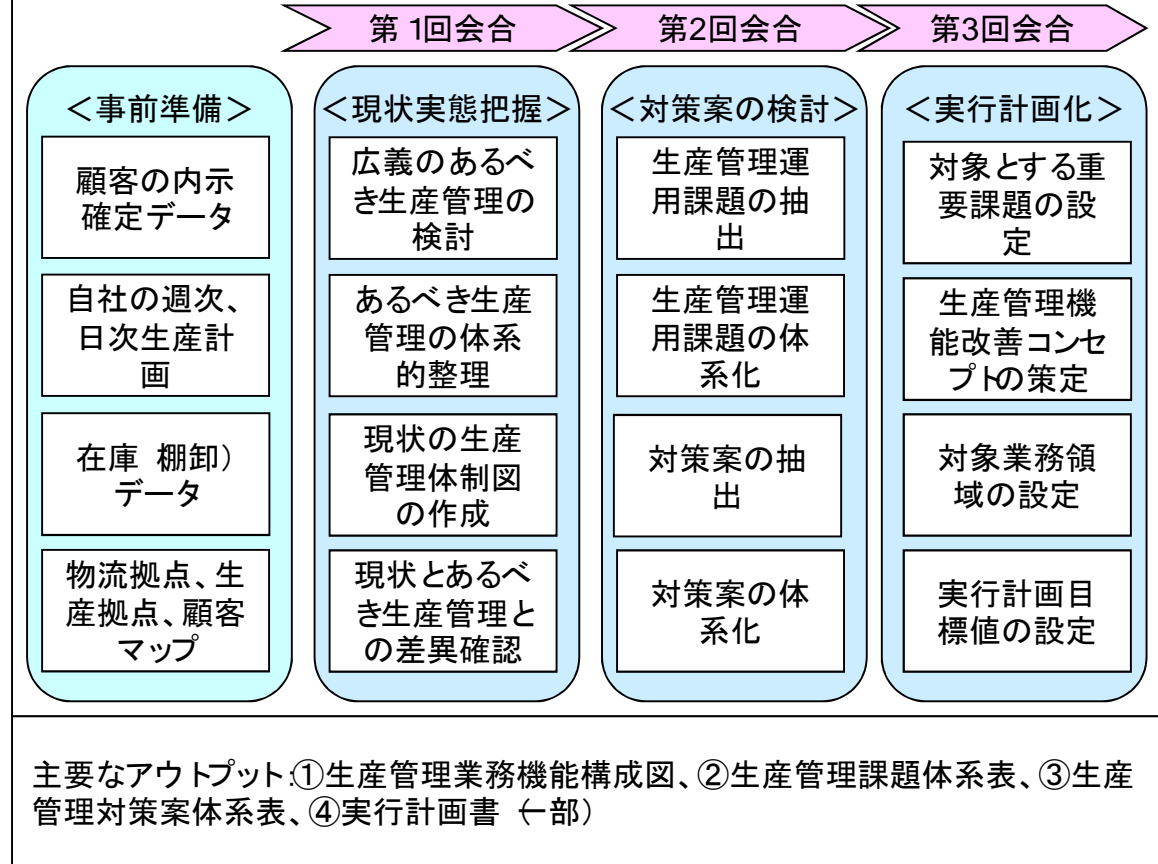 第 1回会合
第2回会合
第3回会合
＜事前準備＞
顧客の内示
確定データ
自社の週次、
日次生産計
画
在庫 棚卸）
データ
物流拠点、生
産拠点、顧客
マップ
＜現状実態把握＞
広義のあるべ
き生産管理の
検討
あるべき生産
管理の体系
的整理
現状の生産
管理体制図
の作成
現状とあるべ
き生産管理と
の差異確認
＜対策案の検討＞
生産管理運
用課題の抽
出
生産管理運
用課題の体
系化
対策案の抽
出
対策案の体
系化
＜実行計画化＞
対象とする重
要課題の設
定
生産管理機
能改善コンセ
プトの策定
対象業務領
域の設定
実行計画目
標値の設定
主要なアウトプット:①生産管理業務機能構成図、②生産管理課題体系表、③生産
管理対策案体系表、④実行計画書（一部）